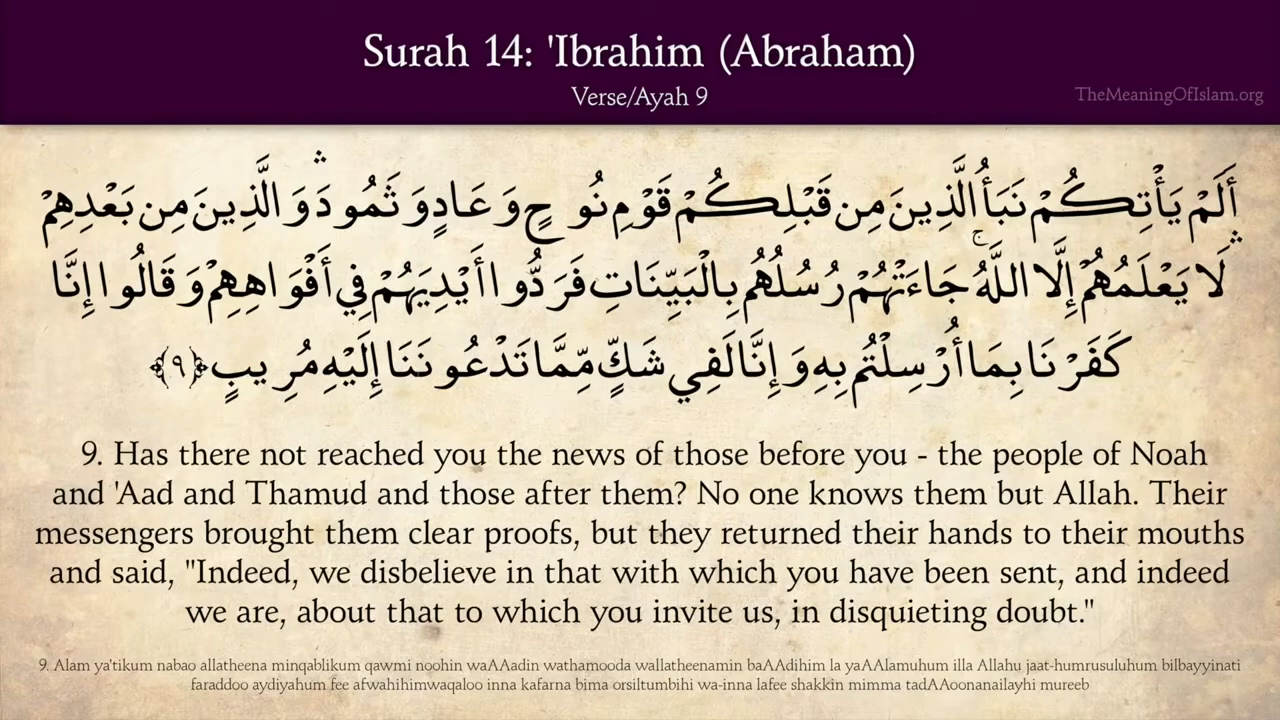 Surah 14: 'Ibrahim (Abraham)
Verse/Ayah 9
TheMeaningOfIslam.org
أَلَمْ يَأْتِكُمْ نَبَأُ الَّذِينَ مِن قَبْلِكُمْ قَوْمِ نُوحٍ وَعَادٍ وَثَمُودَ ۛ وَالَّذِينَ مِن بَعْدِهِمْ ۛ
لَا يَعْلَمُهُمْ إِلَّا اللَّهُ ۚ جَاءَتْهُمْ رُسُلُهُم بِالْبَيِّنَاتِ فَرَدُّوا أَيْدِيَهُمْ فِي أَفْوَاهِهِمْ وَقَالُوا إِنَّا
كَفَرْنَا بِمَا أُرْسِلْتُم بِهِ وَإِنَّا لَفِي شَكٍّ مِّمَّا تَدْعُونَنَا إِلَيْهِ مُرِيبٍ ﴿٩﴾
9. Has there not reached you the news of those before you - the people of Noah
and 'Aad and Thamud and those after them? No one knows them but Allah. Their
messengers brought them clear proofs, but they returned their hands to their mouths
and said, "Indeed, we disbelieve in that with which you have been sent, and indeed
we are, about that to which you invite us, in disquieting doubt."
9. Alam ya'tikum nabao allatheena minqablikum qawmi noohin waAAadin wathamooda wallatheenamin baAAdihim la yaAAlamuhum illa Allahu jaat-humrusuluhum bilbayyinati
faraddoo aydiyahum fee afwahihimwaqaloo inna kafarna bima orsiltumbihi wa-inna lafee shakkin mimma tadAAoonanailayhi mureeb